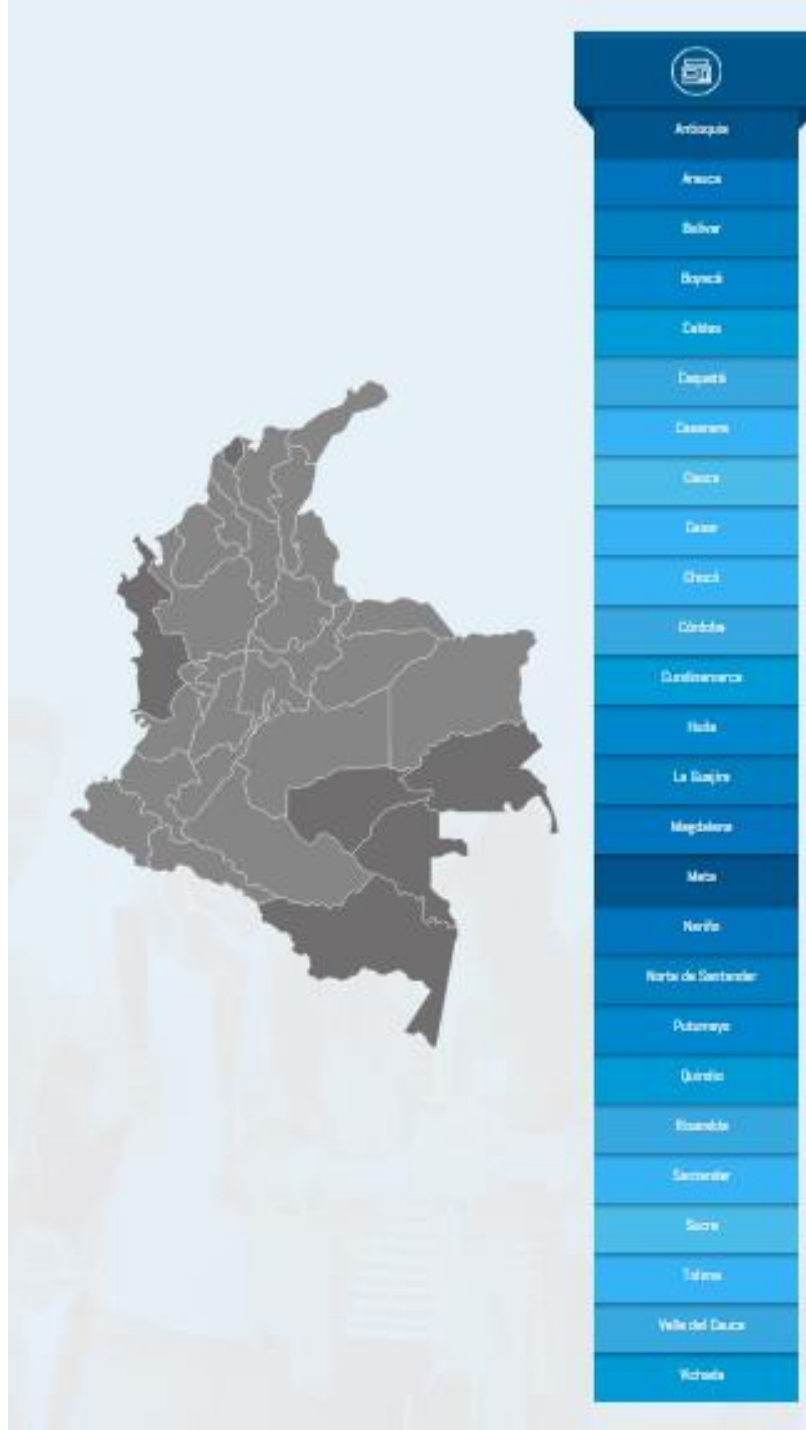 Antioquia
Arauca
Bolívar
Boyacá
Caldas
Caquetá
Casanare
Cauca
Cesar
Chocó
Córdoba
Cundinamarca
Huila
La Guajira
Magdalena
Meta
Nariño
Norte de Santander
Putumayo
Quindío
Risaralda
Santander
Sucre
Tolima
Valle del Cauca
Vichada